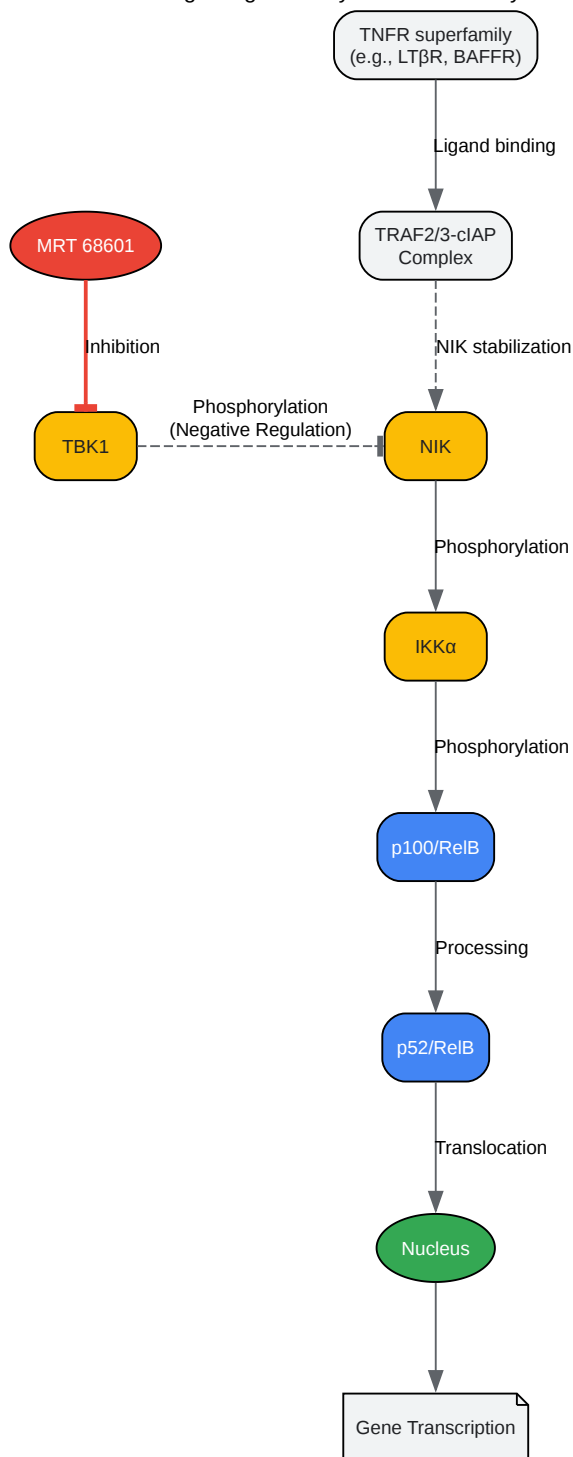 TNFR superfamily
(e.g., LTβR, BAFFR)
Ligand binding
MRT 68601
TRAF2/3-cIAP
Complex
Inhibition
NIK stabilization
Phosphorylation
(Negative Regulation)
TBK1
NIK
Phosphorylation
IKKα
Phosphorylation
p100/RelB
Processing
p52/RelB
Translocation
Nucleus
Gene Transcription